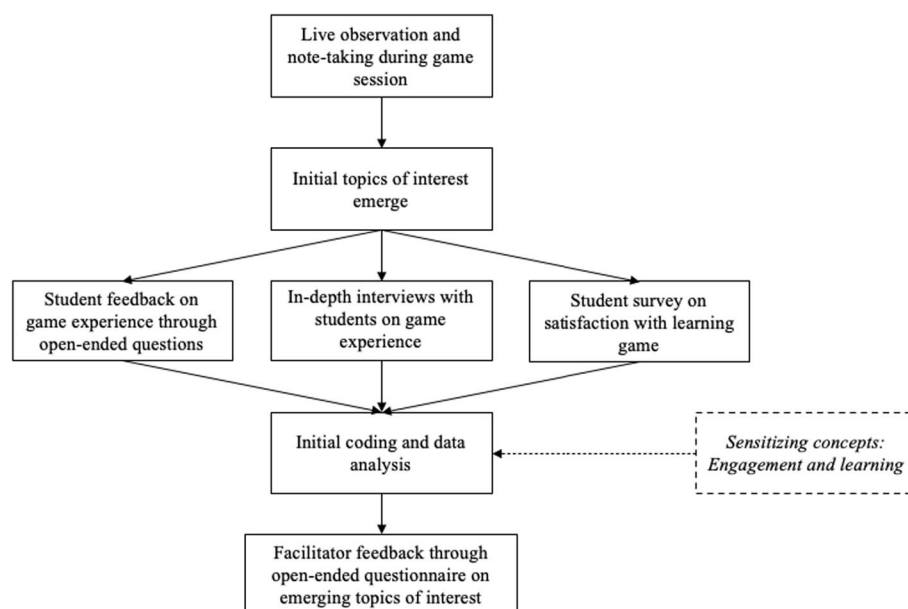 Live observation and
note-taking during game
session
Initial topics of interest
emerge
Student feedback on
game experience through
open-ended questions
In-depth interviews with
students on game
experience
Student survey on
satisfaction with learning
game
Initial coding and data
analysis
Sensitizing concepts:
Engagement and learning
Facilitator feedback through
open-ended questionnaire on
emerging topics of interest